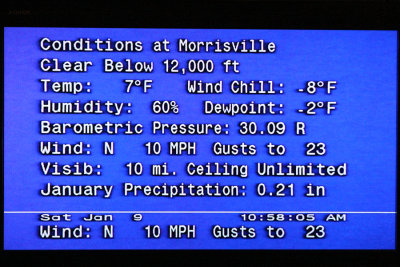 Conditions at Morrisville
Clear Below 12,000 ft
Temp: 7°F Wind Chill: -8°F
Humidity: 60% Dewpoint: -2°F
Barometric Pressure: 30.09 R
Wind: N 10 MPH Gusts to 23
Visib: 10 mi. Ceiling Unlimited
January Precipitation: 0.21 in
Sat Jan 9 10:58:05 AM
Wind: N 10 MPH Gusts to 23